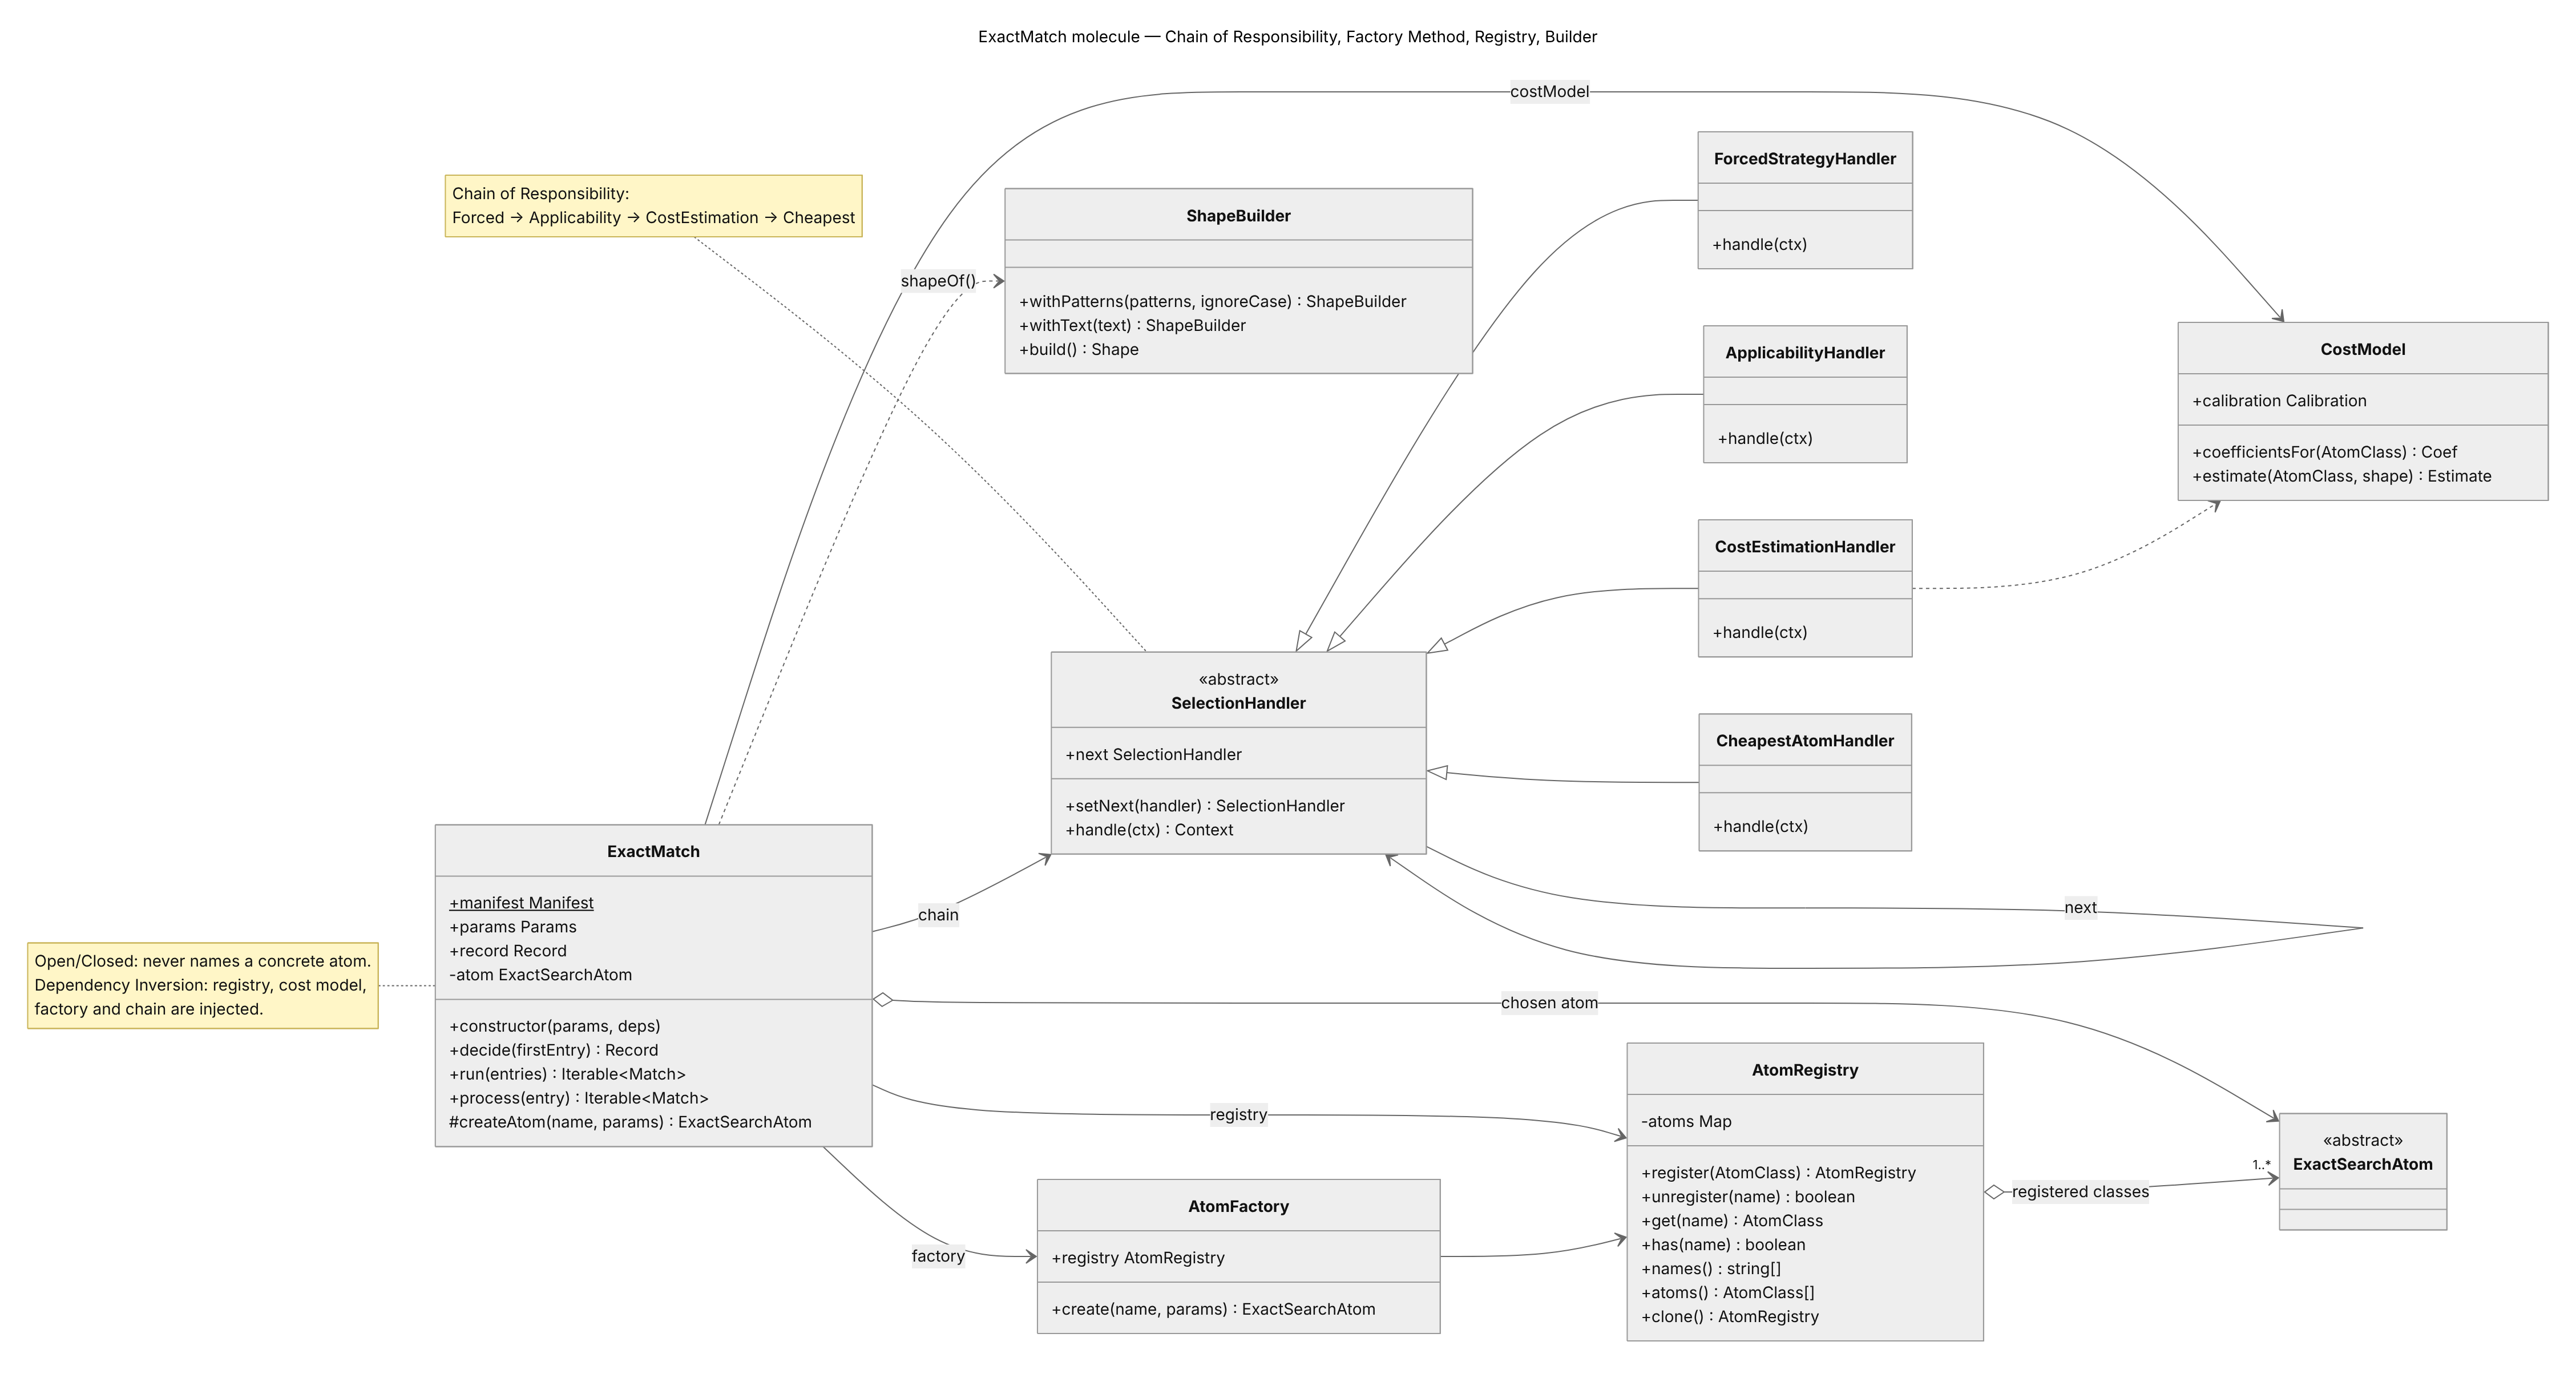 ExactMatch molecule — Chain of Responsibility, Factory Method, Registry, Builder
costModel
ForcedStrategyHandler
+handle(ctx)
Chain of Responsibility:
Forced → Applicability → CostEstimation → Cheapest
ShapeBuilder
+withPatterns(patterns, ignoreCase) : ShapeBuilder
+withText(text) : ShapeBuilder
+build() : Shape
shapeOf()
ApplicabilityHandler
+handle(ctx)
CostModel
+calibration Calibration
+coefficientsFor(AtomClass) : Coef
+estimate(AtomClass, shape) : Estimate
CostEstimationHandler
+handle(ctx)
«abstract»
SelectionHandler
+next SelectionHandler
+setNext(handler) : SelectionHandler
+handle(ctx) : Context
CheapestAtomHandler
+handle(ctx)
ExactMatch
+manifest Manifest
+params Params
+record Record
-atom ExactSearchAtom
+constructor(params, deps)
+decide(firstEntry) : Record
+run(entries) : Iterable<Match>
+process(entry) : Iterable<Match>
#createAtom(name, params) : ExactSearchAtom
chain
next
Open/Closed: never names a concrete atom.
Dependency Inversion: registry, cost model,
factory and chain are injected.
chosen atom
registry
AtomRegistry
-atoms Map
+register(AtomClass) : AtomRegistry
+unregister(name) : boolean
+get(name) : AtomClass
+has(name) : boolean
+names() : string[]
+atoms() : AtomClass[]
+clone() : AtomRegistry
«abstract»
ExactSearchAtom
1..*
registered classes
AtomFactory
+registry AtomRegistry
+create(name, params) : ExactSearchAtom
factory